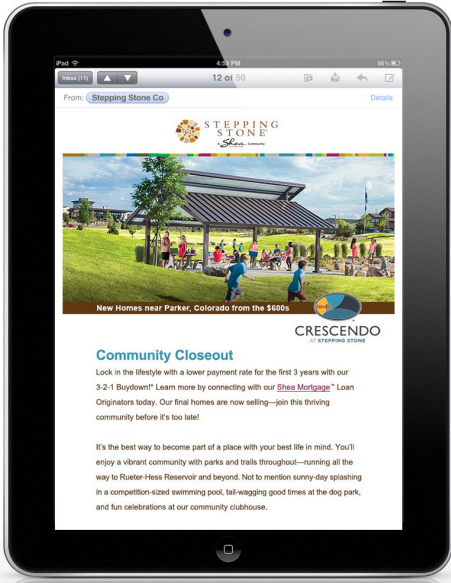 iPad 4:53 PM 88%
Inbox (11) 12 of 50
From: Stepping Stone Co Details
STEPPING
STONE
A Shea Community
New Homes near Parker, Colorado from the $600s
CRESCENDO
AT STEPPING STONE
Community Closeout
Lock in the lifestyle with a lower payment rate for the first 3 years with our
3-2-1 Buydown!* Learn more by connecting with our Shea Mortgage™ Loan
Originators today. Our final homes are now selling—join this thriving
community before it's too late!
It's the best way to become part of a place with your best life in mind. You'll
enjoy a vibrant community with parks and trails throughout—running all the
way to Rueter-Hess Reservoir and beyond. Not to mention sunny-day splashing
in a competition-sized swimming pool, tail-wagging good times at the dog park,
and fun celebrations at our community clubhouse.